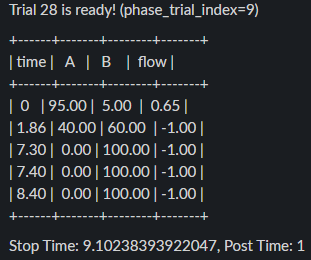 Trial 28 is ready! (phase_trial_index=9)
+------+-------+--------+-------+
| time | A | B | flow |
+------+-------+--------+-------+
| 0 | 95.00 | 5.00 | 0.65 |
| 1.86 | 40.00 | 60.00 | -1.00 |
| 7.30 | 0.00 | 100.00 | -1.00 |
| 7.40 | 0.00 | 100.00 | -1.00 |
| 8.40 | 0.00 | 100.00 | -1.00 |
+------+-------+--------+-------+
Stop Time: 9.10238393922047, Post Time: 1